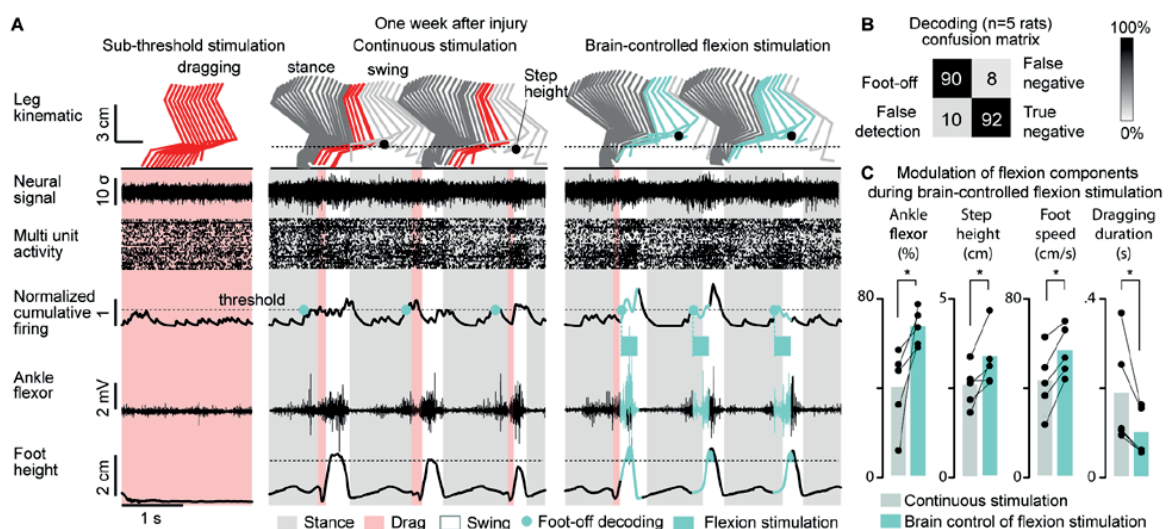 A
One week after injury
Sub-threshold stimulation
Continuous stimulation
Brain-controlled flexion stimulation
dragging
stance
swing
Step
height
Leg
kinematic
3 cm
Neural
signal
10 σ
Multi unit
activity
Normalized
cumulative
firing
1
threshold
Ankle
flexor
2 mV
Foot
height
2 cm
1 s
Stance
Drag
Swing
Foot-off decoding
Flexion stimulation
B
Decoding (n=5 rats)
confusion matrix
100%
0%
Foot-off
90
8
False
negative
False
detection
10
92
True
negative
C
Modulation of flexion components
during brain-controlled flexion stimulation
Ankle
flexor
(%)
Step
height
(cm)
Foot
speed
(cm/s)
Dragging
duration
(s)
* * * *
80 5 80 .4
0 0 0 0
Continuous stimulation
Brain control of flexion stimulation